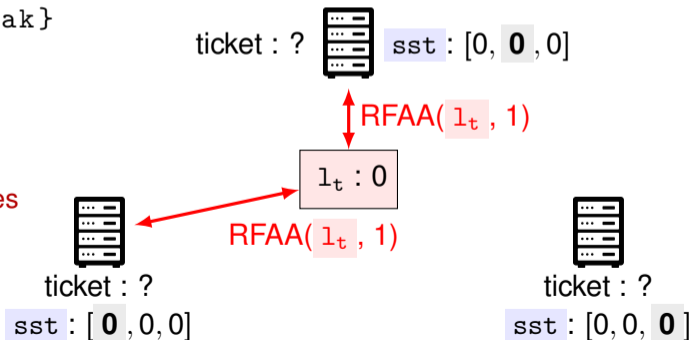 ak}
ticket : ? sst : [0, 0 , 0]
RFAA( lt , 1)
lt : 0
es
RFAA( lt , 1)
ticket : ? ticket : ?
sst : [ 0 , 0, 0] sst : [0, 0, 0 ]